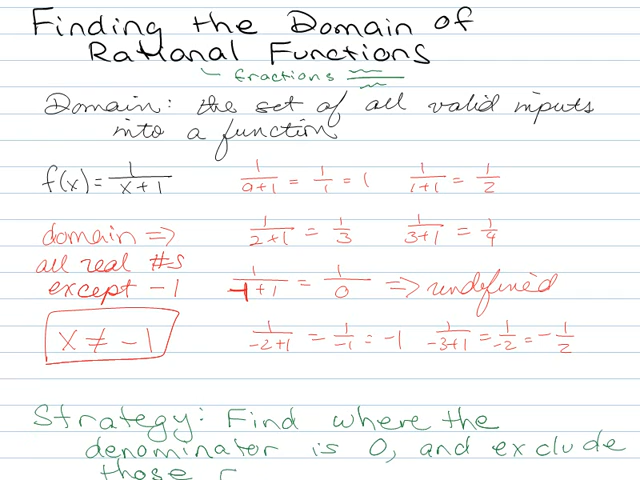 Finding the Domain of
Rational Functions
fractions
Domain: the set of all valid inputs
into a function
f(x) = 1/(x+1)
1/(0+1) = 1/1 = 1
1/(1+1) = 1/2
domain ⇒
all real #s
except -1
1/(2+1) = 1/3
1/(3+1) = 1/4
1/(-1+1) = 1/0 ⇒ undefined
x ≠ -1
1/(-2+1) = 1/-1 = -1
1/(-3+1) = 1/-2 = -1/2
Strategy: Find where the
denominator is 0, and exclude
those